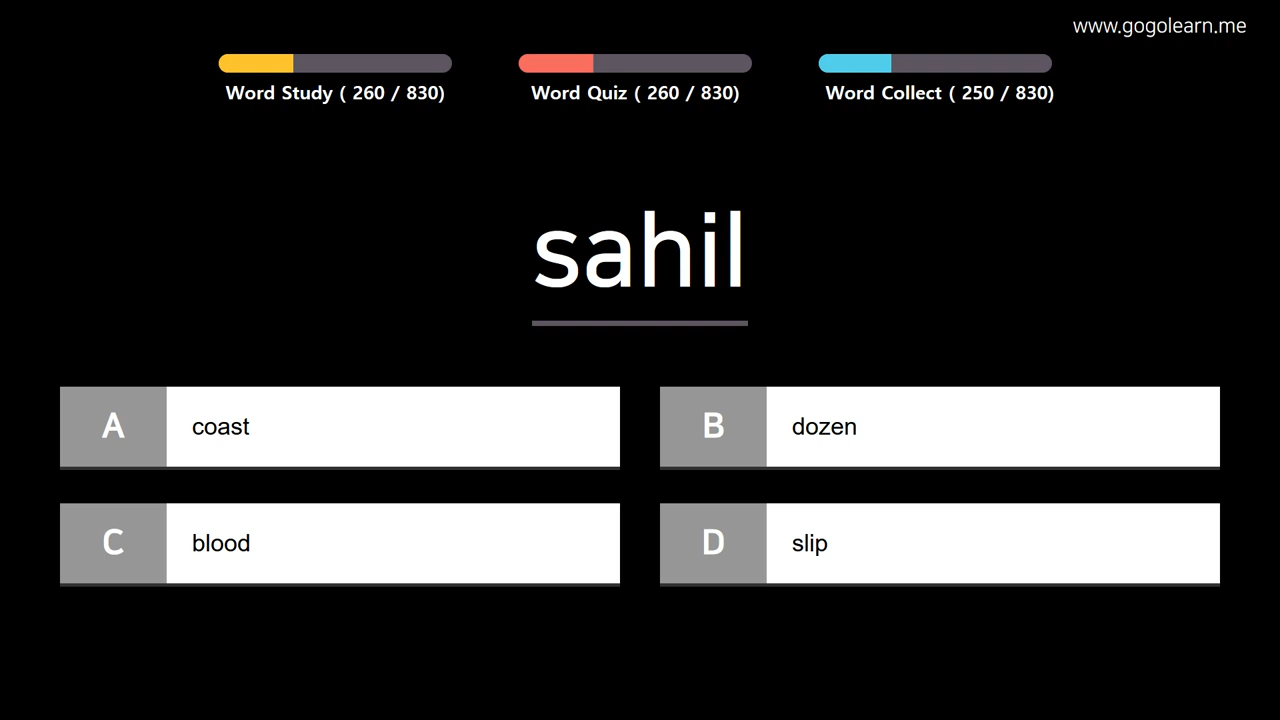 www.gogolearn.me
Word Study ( 260 / 830)
Word Quiz ( 260 / 830)
Word Collect ( 250 / 830)
sahil
A coast
B dozen
C blood
D slip